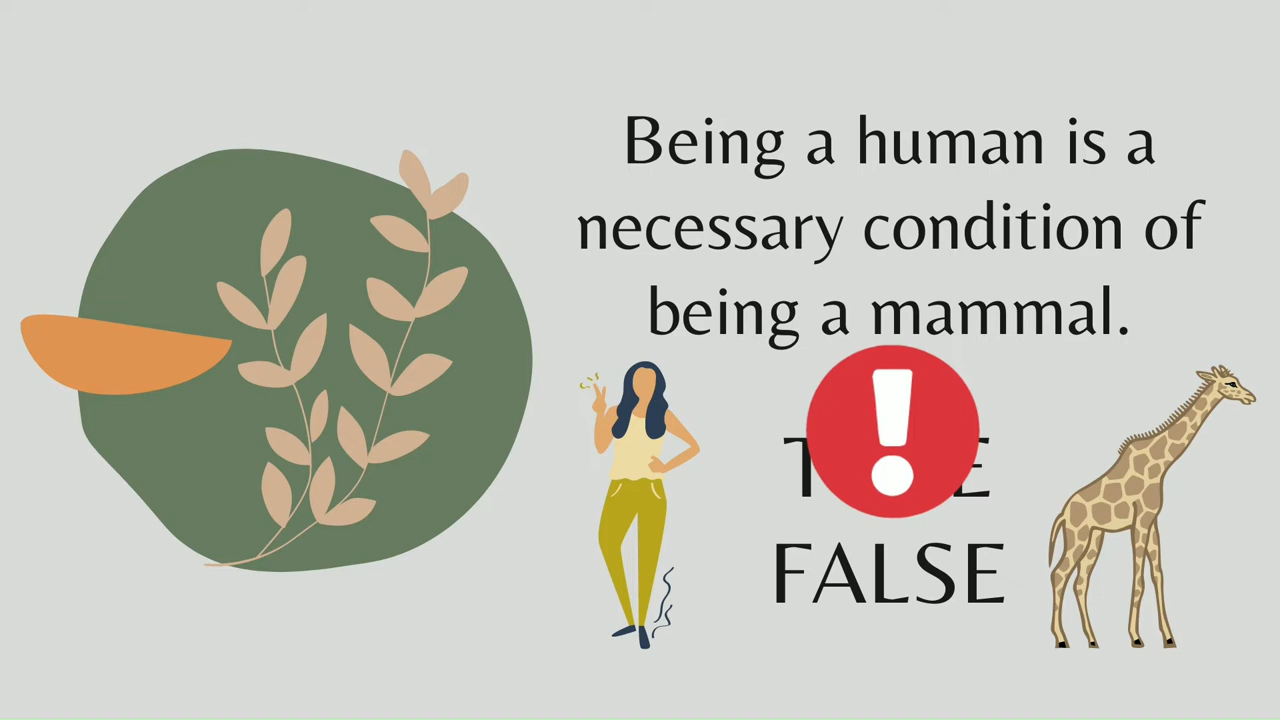 Being a human is a
necessary condition of
being a mammal.
FALSE